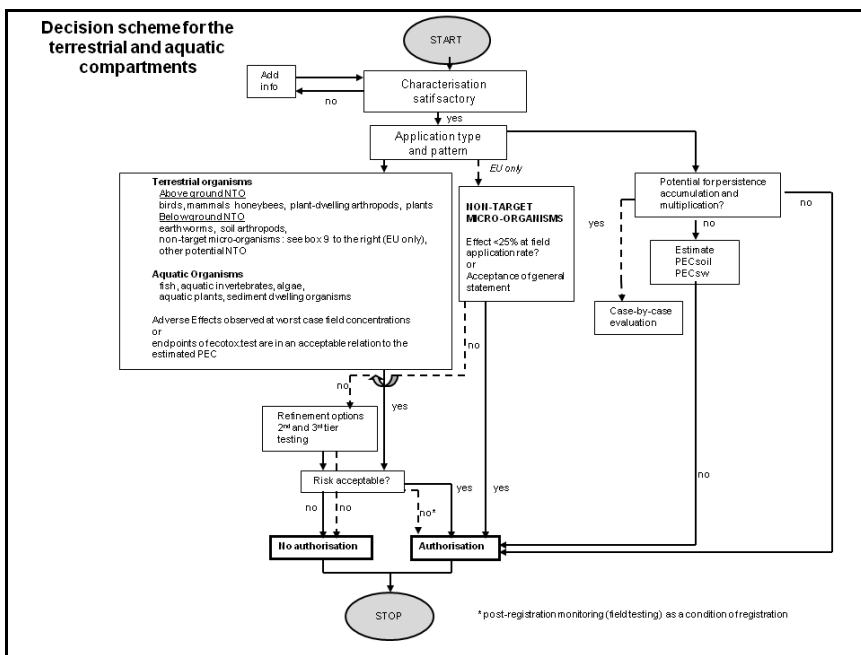 Decision scheme for the
terrestrial and aquatic
compartments
START
Add
info
no
Characterisation
satifsactory
yes
Application type
and pattern
EU only
Terrestrial organisms
Above ground NTO
birds, mammals honeybees, plant-dwelling arthropods, plants
Belowground NTO
earthworms, soil arthropods,
non-target micro-organisms: see box 9 to the right (EU only),
other potential NTO
Aquatic Organisms
fish, aquatic invertebrates, algae,
aquatic plants, sediment dwelling organisms
Adverse Effects observed at worst case field concentrations
or
endpoints of ecotox.test are in an acceptable relation to the
estimated PEC
NON-TARGET
MICRO-ORGANISMS
Effect <25% at field
application rate?
or
Acceptance of general
statement
Potential for persistence
accumulation and
multiplication?
yes
no
no
Estimate
PECsoil
PECsw
Case-by-case
evaluation
no
no
yes
Refinement options
2nd and 3rd tier
testing
Risk acceptable?
no
no
no*
yes
yes
no
No authorisation
Authorisation
STOP
* post-registration monitoring (field testing) as a condition of registration